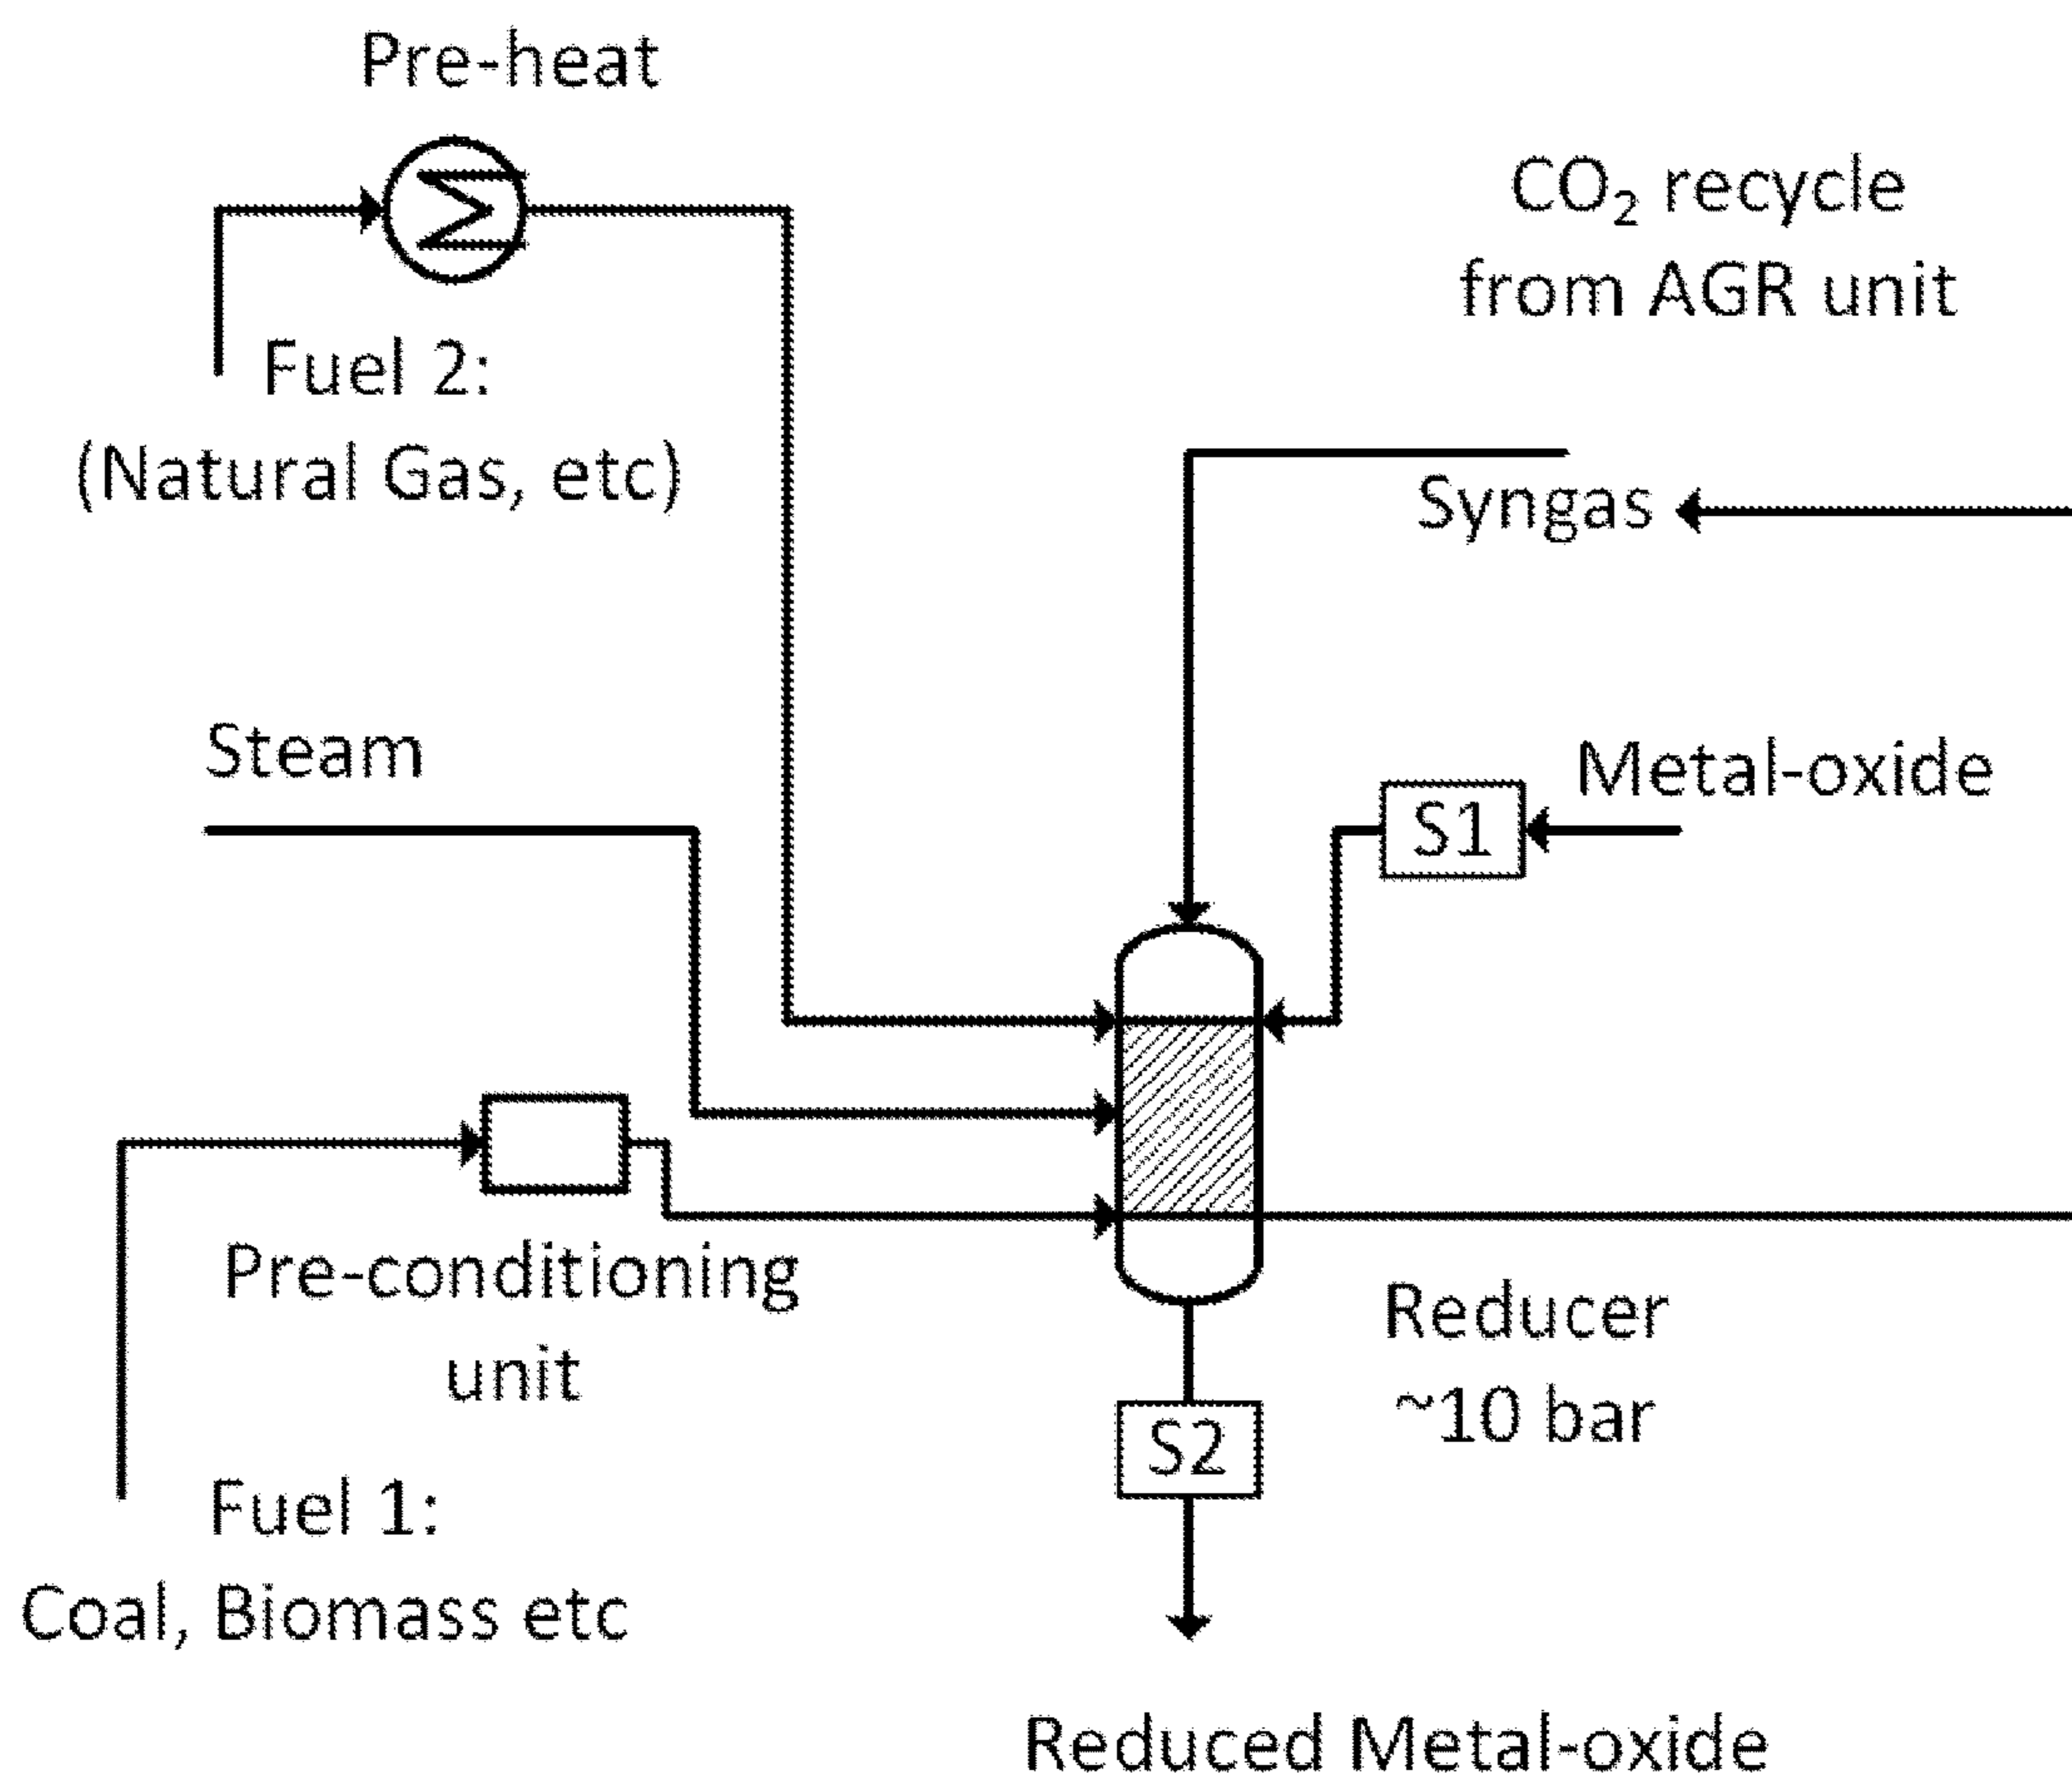 Pre-heat
CO₂ recycle
from AGR unit
Fuel 2:
(Natural Gas, etc)
Syngas
Steam
Metal-oxide
S1
Pre-conditioning
unit
Reducer
~10 bar
S2
Fuel 1:
Coal, Biomass etc
Reduced Metal-oxide